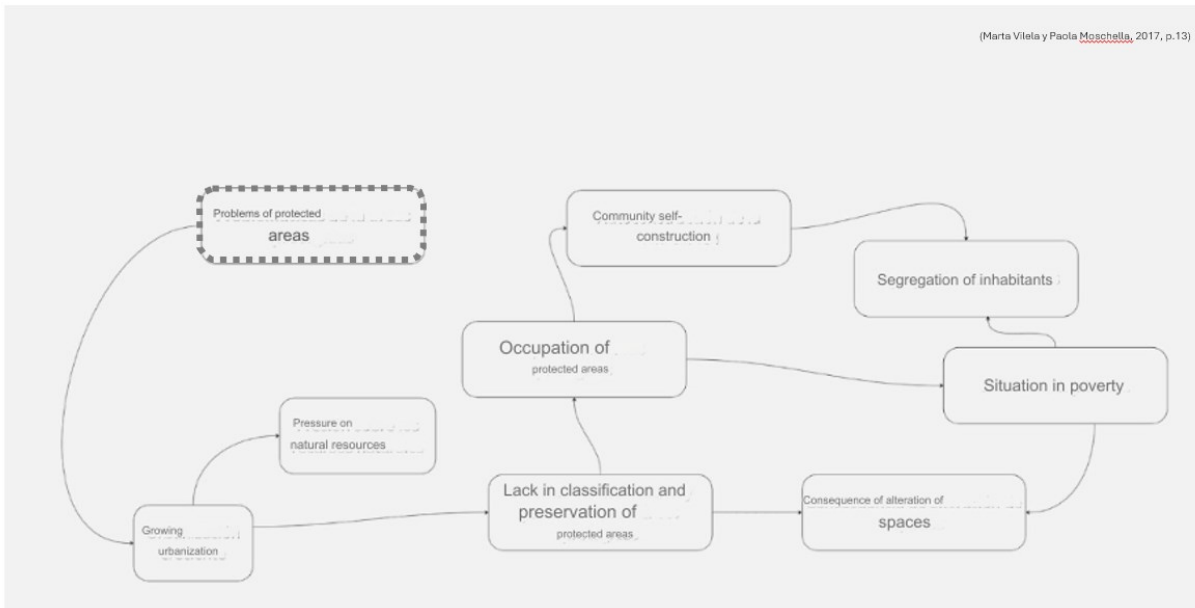 (Marta Vilela y Paola Moschella, 2017, p.13)
Problems of protected
areas
Community self-
construction
Segregation of inhabitants
Occupation of
protected areas
Situation in poverty
Pressure on
natural resources
Lack in classification and
preservation of
protected areas
Consequence of alteration of
spaces
Growing
urbanization